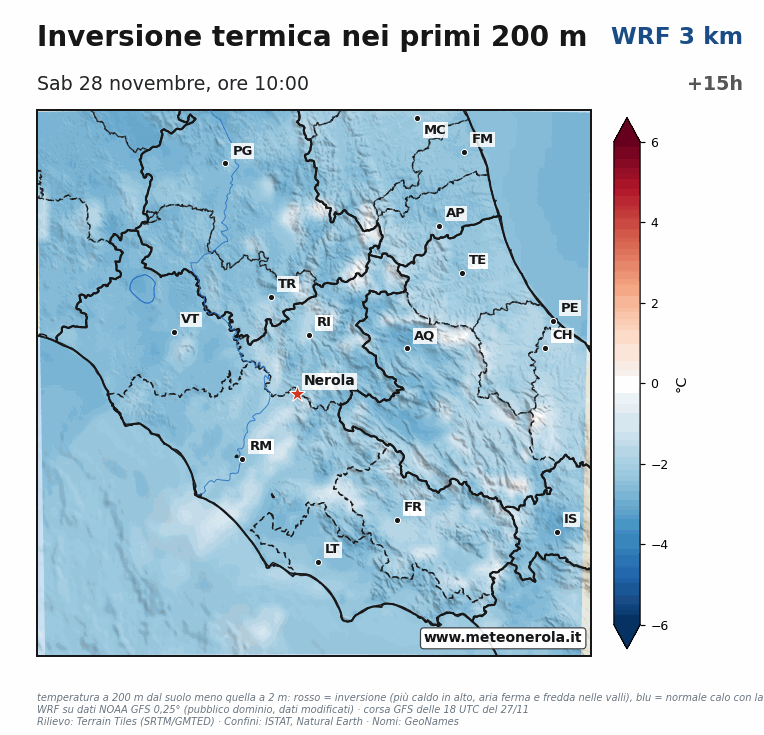 Inversione termica nei primi 200 m WRF 3 km
Sab 28 novembre, ore 10:00 +15h
MC
FM
PG
AP
TE
TR
PE
VT
RI
AQ
CH
Nerola
RM
FR
IS
LT
www.meteonerola.it
6
4
2
0
−2
−4
−6
°C
temperatura a 200 m dal suolo meno quella a 2 m: rosso = inversione (più caldo in alto, aria ferma e fredda nelle valli), blu = normale calo con la
WRF su dati NOAA GFS 0,25° (pubblico dominio, dati modificati) · corsa GFS delle 18 UTC del 27/11
Rilievo: Terrain Tiles (SRTM/GMTED) · Confini: ISTAT, Natural Earth · Nomi: GeoNames